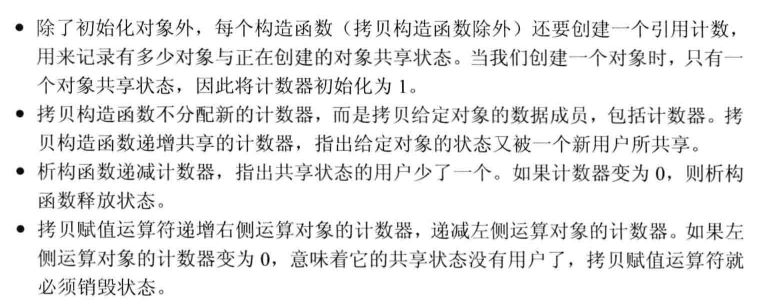 • 除了初始化对象外，每个构造函数（拷贝构造函数除外）还要创建一个引用计数，
用来记录有多少对象与正在创建的对象共享状态。当我们创建一个对象时，只有一
个对象共享状态，因此将计数器初始化为 1。
• 拷贝构造函数不分配新的计数器，而是拷贝给定对象的数据成员，包括计数器。拷
贝构造函数递增共享的计数器，指出给定对象的状态又被一个新用户所共享。
• 析构函数递减计数器，指出共享状态的用户少了一个。如果计数器变为 0，则析构
函数释放状态。
• 拷贝赋值运算符递增右侧运算对象的计数器，递减左侧运算对象的计数器。如果左
侧运算对象的计数器变为 0，意味着它的共享状态没有用户了，拷贝赋值运算符就
必须销毁状态。